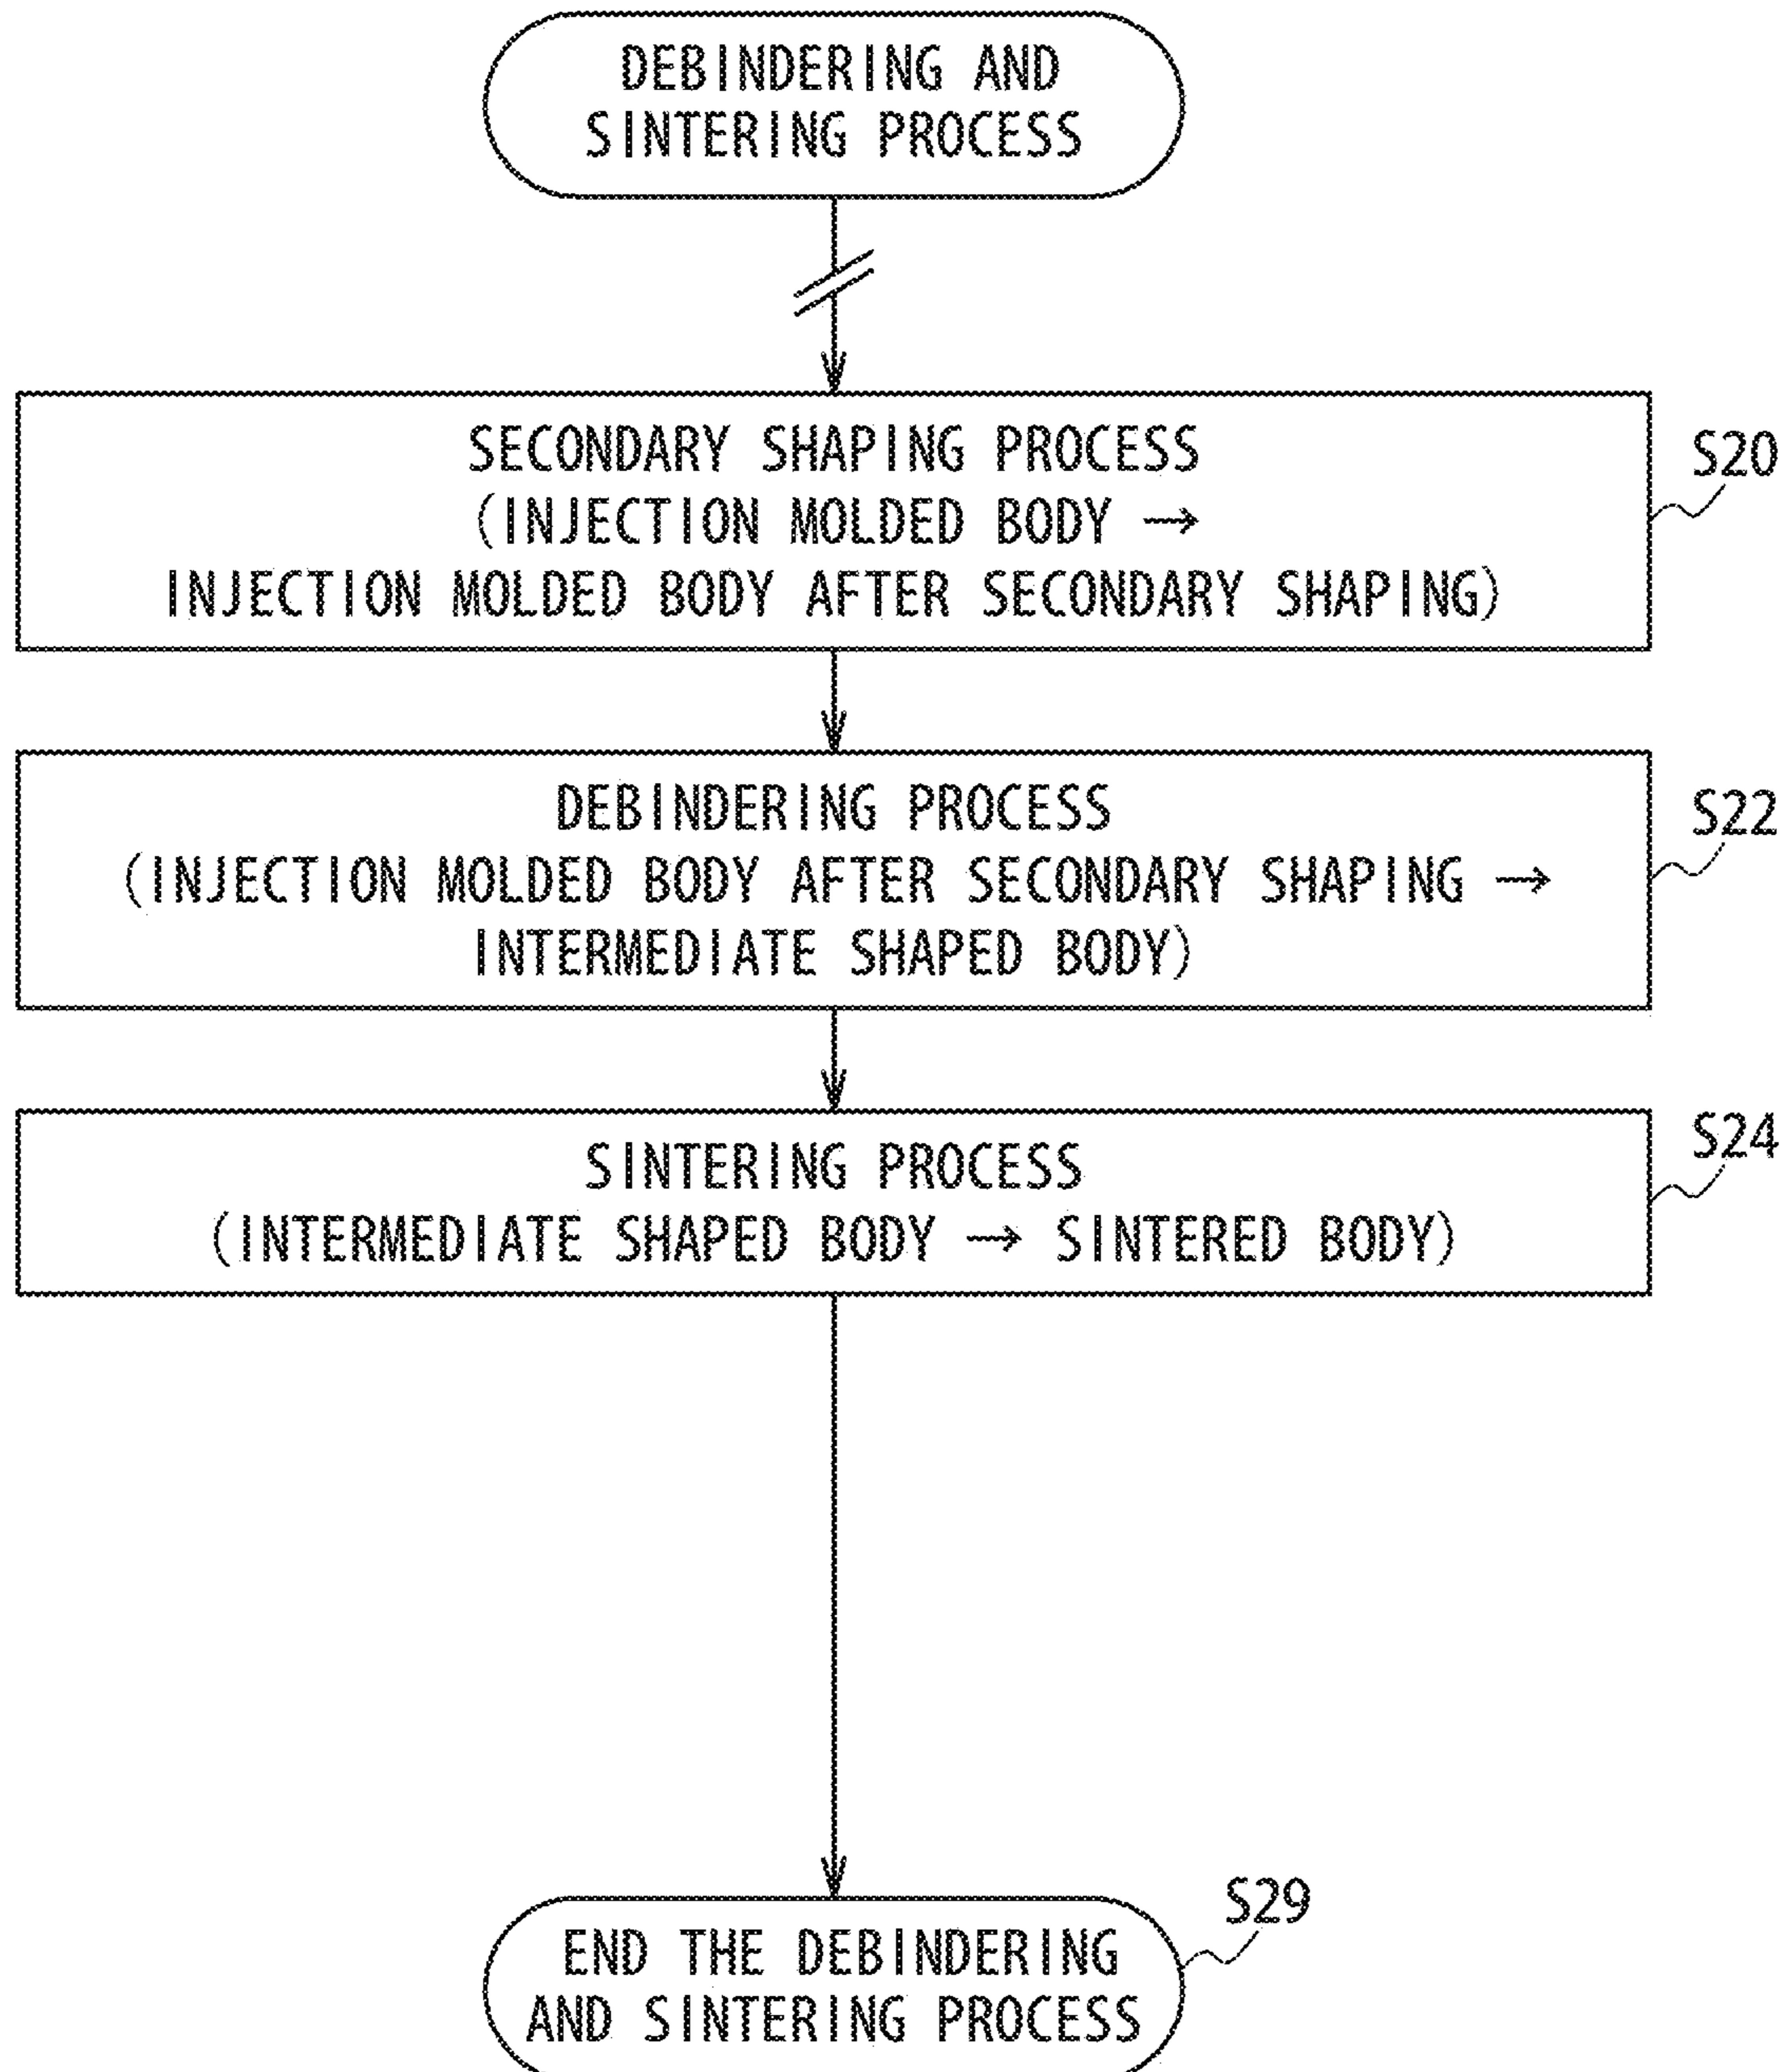 DEBINDERING AND
SINTERING PROCESS
SECONDARY SHAPING PROCESS
(INJECTION MOLDED BODY →
INJECTION MOLDED BODY AFTER SECONDARY SHAPING)
S20
DEBINDERING PROCESS
(INJECTION MOLDED BODY AFTER SECONDARY SHAPING →
INTERMEDIATE SHAPED BODY)
S22
SINTERING PROCESS
(INTERMEDIATE SHAPED BODY → SINTERED BODY)
S24
END THE DEBINDERING
AND SINTERING PROCESS
S29